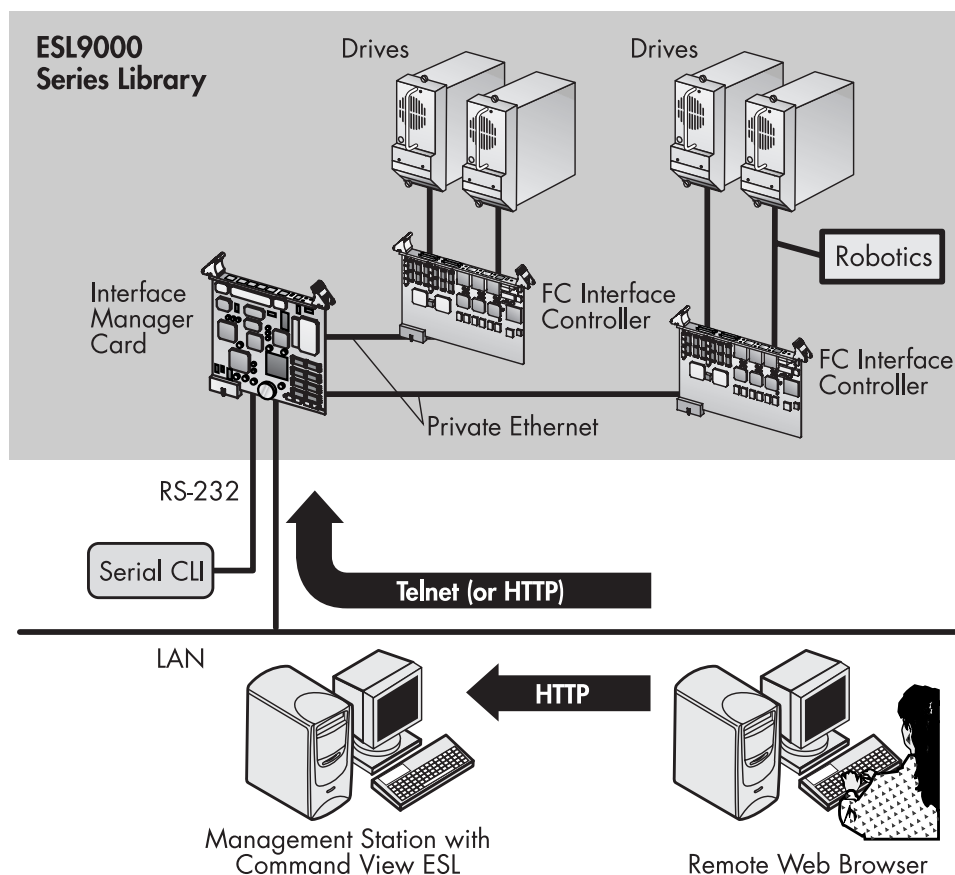 ESL9000
Series Library
Drives
Drives
Robotics
Interface
Manager
Card
FC Interface
Controller
FC Interface
Controller
Private Ethernet
RS-232
Serial CLI
Telnet (or HTTP)
LAN
HTTP
Management Station with
Command View ESL
Remote Web Browser